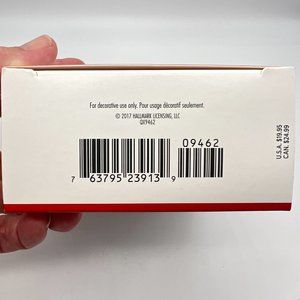 For decorative use only. Pour usage décoratif seulement.
© 2017 HALLMARK LICENSING, LLC
QX9462
09462
7 63795 23913 9
U.S.A. $19.95
CAN. $24.99